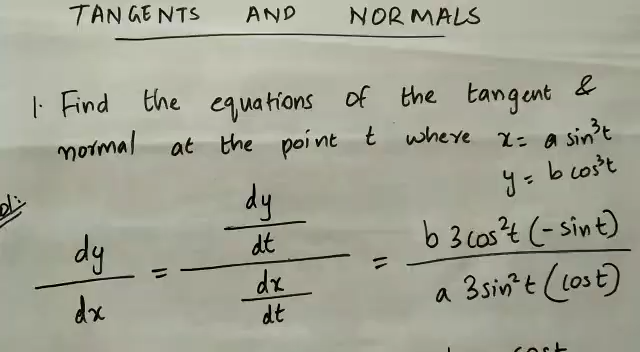 TANGENTS AND NORMALS
1. Find the equations of the tangent &
normal at the point t where x = a sin³t
y = b cos³t
dy/dx = (dy/dt)/(dx/dt) = b 3cos²t (-sint)/a 3sin²t (cost)
cost